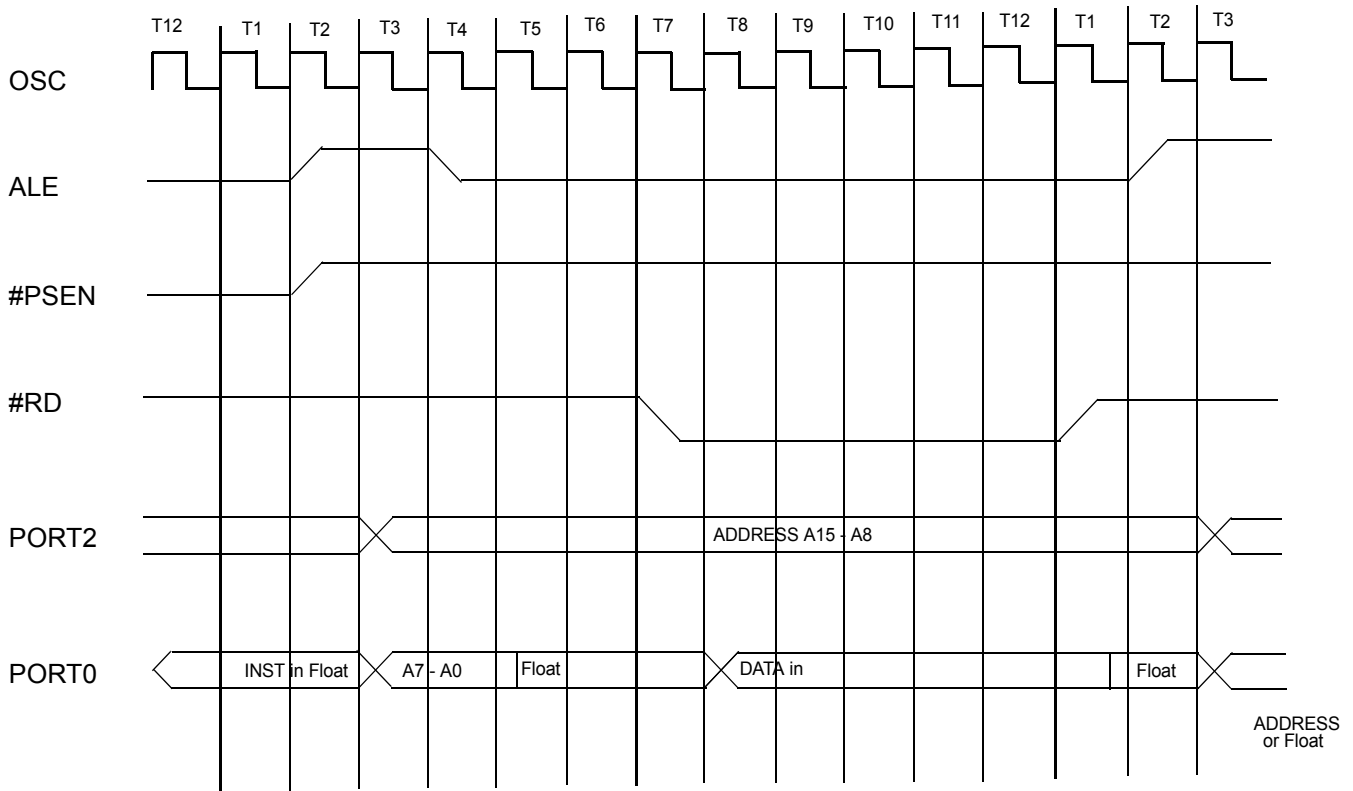 T12 T1 T2 T3 T4 T5 T6 T7 T8 T9 T10 T11 T12 T1 T2 T3
OSC
ALE
#PSEN
#RD
PORT2 ADDRESS A15 - A8
PORT0 INST in Float A7 - A0 Float DATA in Float
ADDRESS
or Float